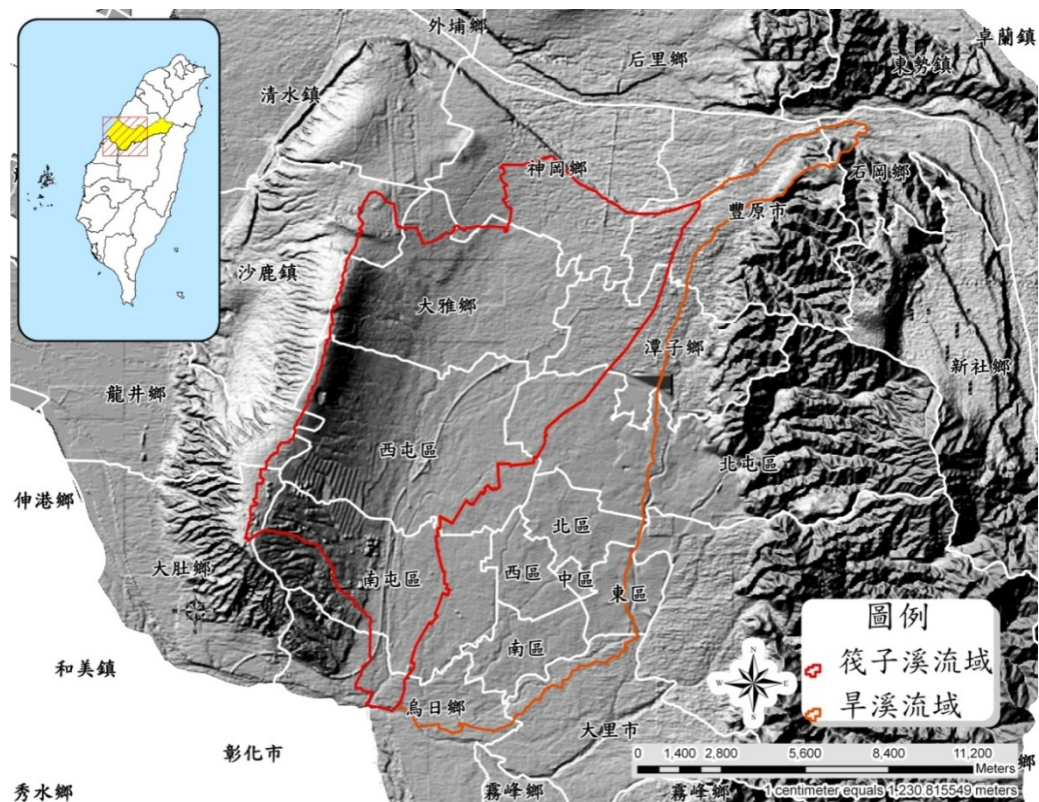 外埔鄉
卓蘭鎮
后里鄉
東勢鎮
清水鎮
神岡鄉
石岡鄉
豐原市
沙鹿鎮
大雅鄉
潭子鄉
新社鄉
龍井鄉
西屯區
北屯區
伸港鄉
北區
大肚鄉
南屯區
西區
中區
東區
南區
和美鎮
烏日鄉
大里市
彰化市
秀水鄉
霧峰鄉
霧峰鄉
鄉
圖例
筏子溪流域
旱溪流域
N
W
E
S
0 1,400 2,800 5,600 8,400 11,200
Meters
1 centimeter equals 1,230.815549 meters